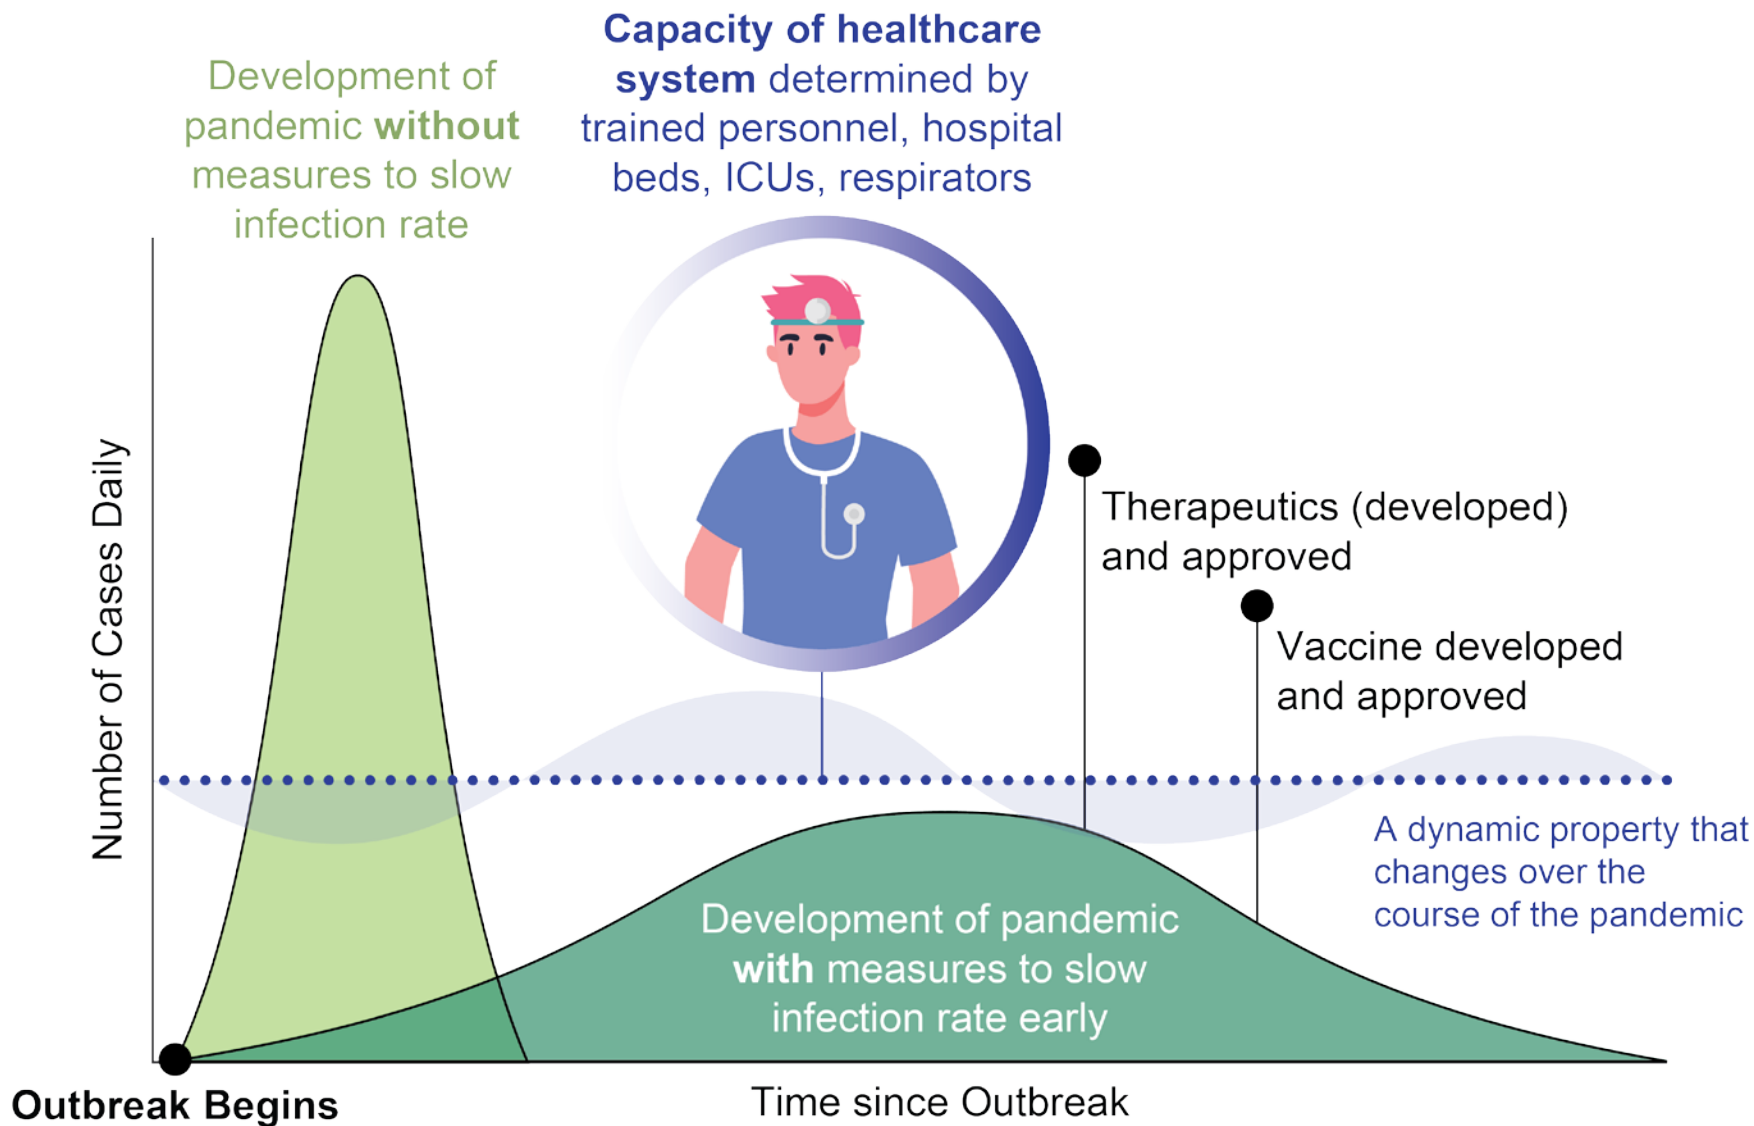 Development of
pandemic without
measures to slow
infection rate
Capacity of healthcare
system determined by
trained personnel, hospital
beds, ICUs, respirators
Number of Cases Daily
Therapeutics (developed)
and approved
Vaccine developed
and approved
A dynamic property that
changes over the
course of the pandemic
Development of pandemic
with measures to slow
infection rate early
Outbreak Begins
Time since Outbreak